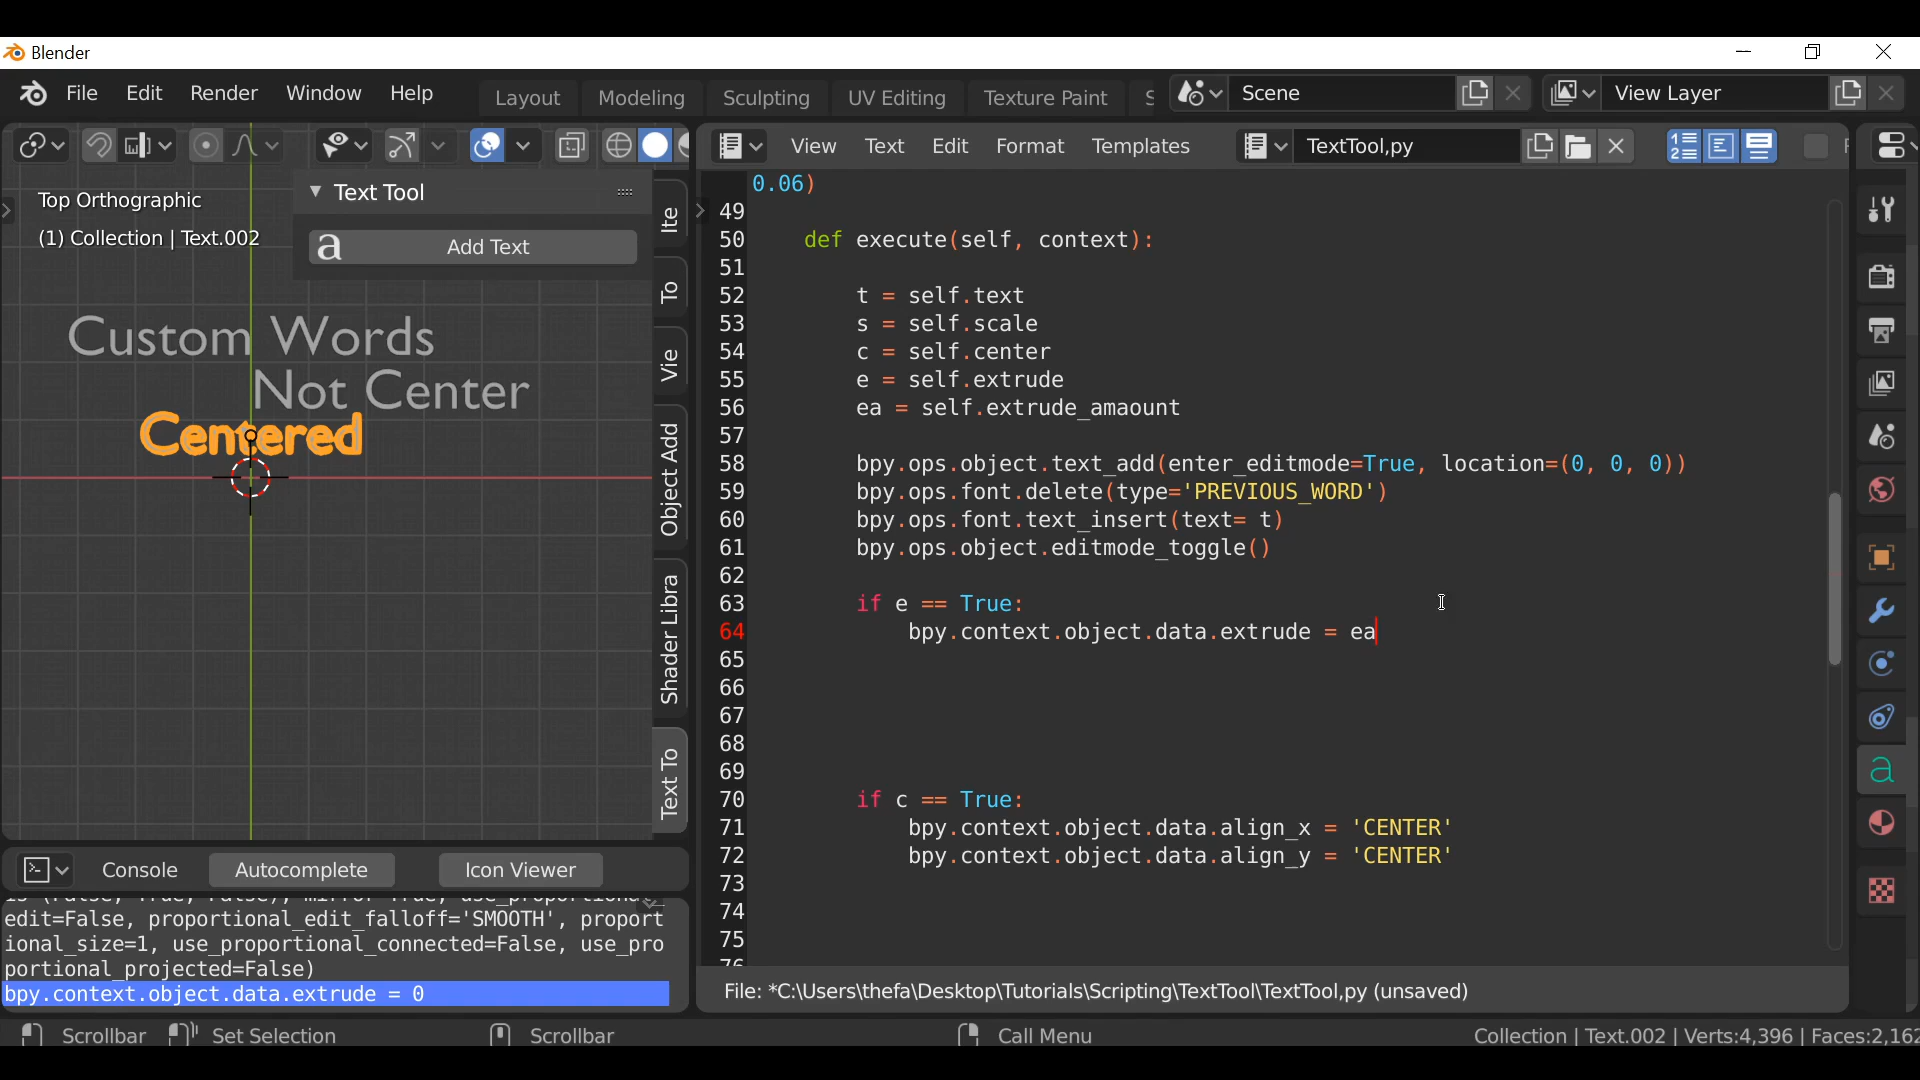 Blender
File Edit Render Window Help Layout Modeling Sculpting UV Editing Texture Paint S Scene View Layer
View Text Edit Format Templates TextTool,py
Top Orthographic
(1) Collection | Text.002
Text Tool
a Add Text
Custom Words
Not Center
Centered
Ite
To
Vie
Object Add
Shader Libra
Text To
0.06)
49
50 def execute(self, context):
51
52 t = self.text
53 s = self.scale
54 c = self.center
55 e = self.extrude
56 ea = self.extrude_amaount
57
58 bpy.ops.object.text_add(enter_editmode=True, location=(0, 0, 0))
59 bpy.ops.font.delete(type='PREVIOUS_WORD')
60 bpy.ops.font.text_insert(text= t)
61 bpy.ops.object.editmode_toggle()
62
63 if e == True:
64 bpy.context.object.data.extrude = ea
65
66
67
68
69
70 if c == True:
71 bpy.context.object.data.align_x = 'CENTER'
72 bpy.context.object.data.align_y = 'CENTER'
73
74
75
76
Console Autocomplete Icon Viewer
edit=False, proportional_edit_falloff='SMOOTH', proport
ional_size=1, use_proportional_connected=False, use_pro
portional_projected=False)
bpy.context.object.data.extrude = 0
File: *C:\Users\thefa\Desktop\Tutorials\Scripting\TextTool\TextTool,py (unsaved)
Scrollbar Set Selection Scrollbar Call Menu Collection | Text.002 | Verts:4,396 | Faces:2,162